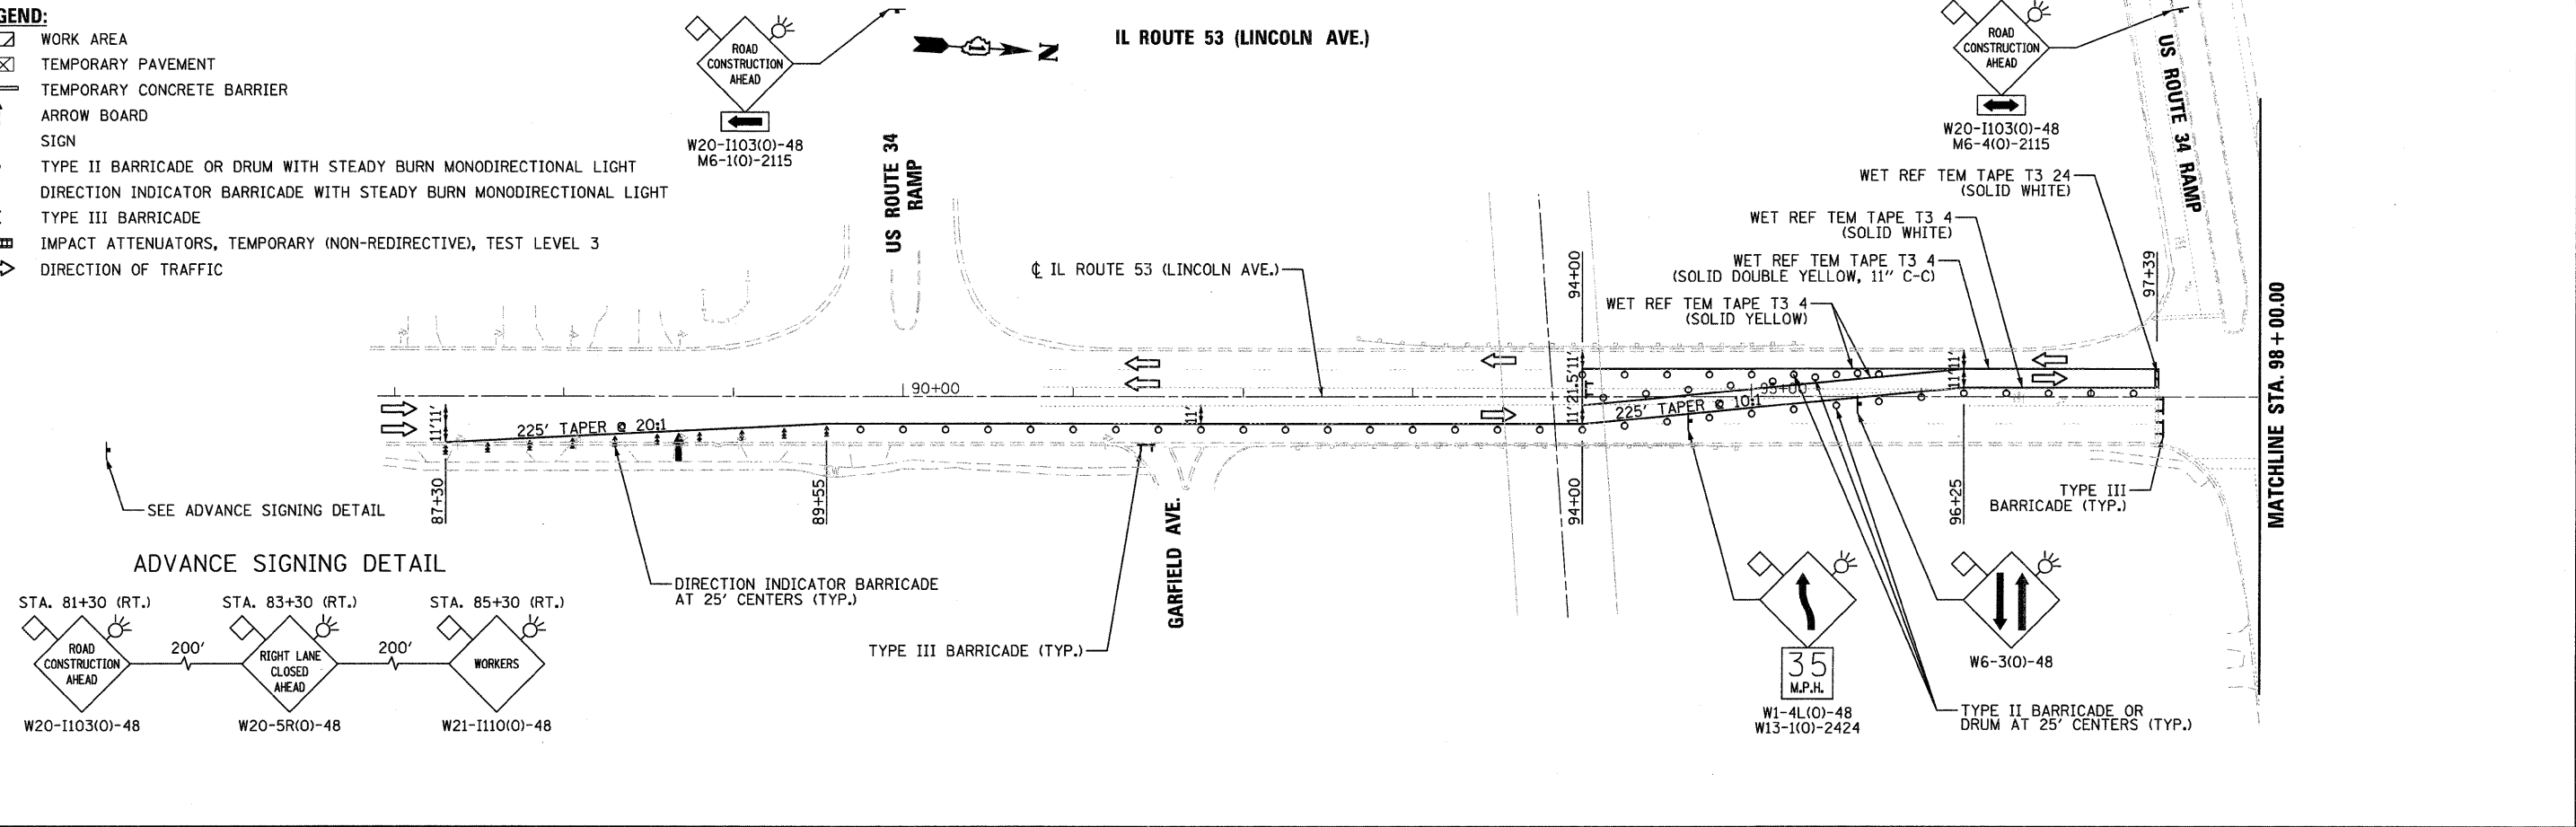 GEND:
WORK AREA
TEMPORARY PAVEMENT
TEMPORARY CONCRETE BARRIER
ARROW BOARD
SIGN
TYPE II BARRICADE OR DRUM WITH STEADY BURN MONODIRECTIONAL LIGHT
DIRECTION INDICATOR BARRICADE WITH STEADY BURN MONODIRECTIONAL LIGHT
TYPE III BARRICADE
IMPACT ATTENUATORS, TEMPORARY (NON-REDIRECTIVE), TEST LEVEL 3
DIRECTION OF TRAFFIC
ROAD
CONSTRUCTION
AHEAD
W20-I103(O)-48
M6-1(O)-2115
N
IL ROUTE 53 (LINCOLN AVE.)
ROAD
CONSTRUCTION
AHEAD
W20-I103(O)-48
M6-4(O)-2115
US ROUTE 34 RAMP
US ROUTE 34
RAMP
WET REF TEM TAPE T3 24
(SOLID WHITE)
WET REF TEM TAPE T3 4
(SOLID WHITE)
WET REF TEM TAPE T3 4
(SOLID DOUBLE YELLOW, 11" C-C)
WET REF TEM TAPE T3 4
(SOLID YELLOW)
℄ IL ROUTE 53 (LINCOLN AVE.)
94+00
97+39
MATCHLINE STA. 98+00.00
90+00
95+00
11'
21.5'
11'
11'
11'
11'11'
11'
225' TAPER @ 20:1
225' TAPER @ 10:1
87+30
89+55
94+00
96+25
SEE ADVANCE SIGNING DETAIL
TYPE III
BARRICADE (TYP.)
GARFIELD AVE.
DIRECTION INDICATOR BARRICADE
AT 25' CENTERS (TYP.)
TYPE III BARRICADE (TYP.)
35
M.P.H.
W1-4L(O)-48
W13-1(O)-2424
W6-3(O)-48
TYPE II BARRICADE OR
DRUM AT 25' CENTERS (TYP.)
ADVANCE SIGNING DETAIL
STA. 81+30 (RT.)
STA. 83+30 (RT.)
STA. 85+30 (RT.)
ROAD
CONSTRUCTION
AHEAD
200'
RIGHT LANE
CLOSED
AHEAD
200'
WORKERS
W20-I103(O)-48
W20-5R(O)-48
W21-I110(O)-48